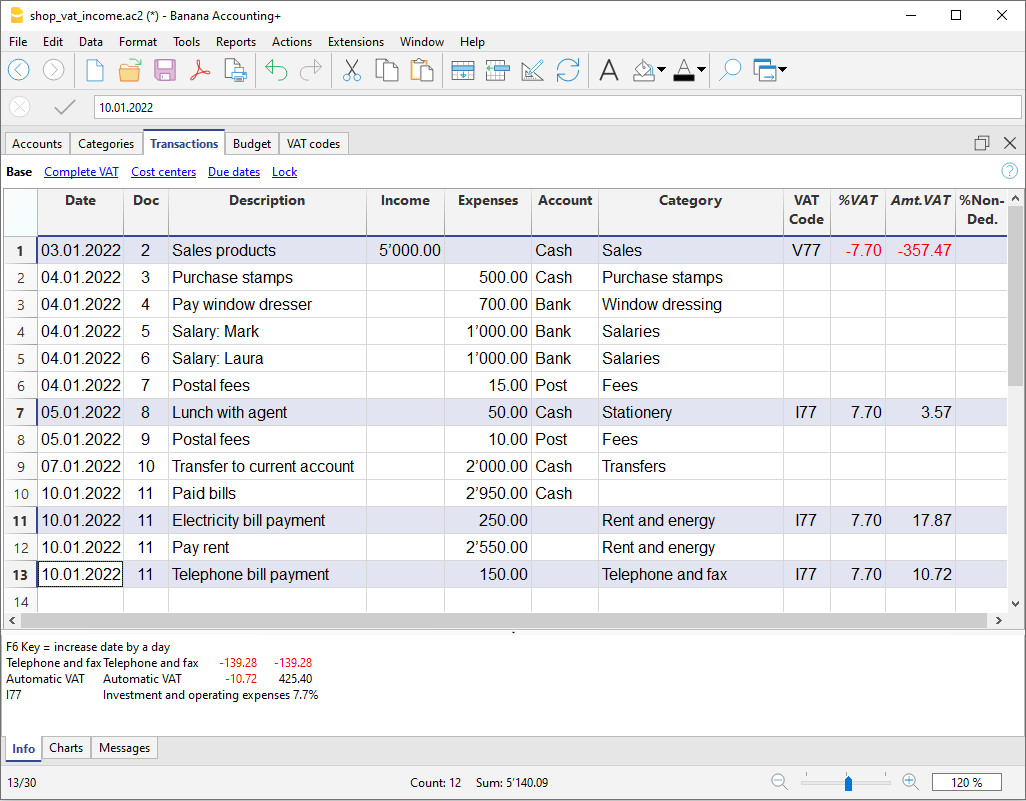 shop_vat_income.ac2 (*) - Banana Accounting+
File Edit Data Format Tools Reports Actions Extensions Window Help
10.01.2022
Accounts Categories Transactions Budget VAT codes
Base Complete VAT Cost centers Due dates Lock
Date Doc Description Income Expenses Account Category VAT Code %VAT Amt.VAT %Non-Ded.
1 03.01.2022 2 Sales products 5’000.00 Cash Sales V77 -7.70 -357.47
2 04.01.2022 3 Purchase stamps 500.00 Cash Purchase stamps
3 04.01.2022 4 Pay window dresser 700.00 Bank Window dressing
4 04.01.2022 5 Salary: Mark 1’000.00 Bank Salaries
5 04.01.2022 6 Salary: Laura 1’000.00 Bank Salaries
6 04.01.2022 7 Postal fees 15.00 Post Fees
7 05.01.2022 8 Lunch with agent 50.00 Cash Stationery I77 7.70 3.57
8 05.01.2022 9 Postal fees 10.00 Post Fees
9 07.01.2022 10 Transfer to current account 2’000.00 Cash Transfers
10 10.01.2022 11 Paid bills 2’950.00 Cash
11 10.01.2022 11 Electricity bill payment 250.00 Rent and energy I77 7.70 17.87
12 10.01.2022 11 Pay rent 2’550.00 Rent and energy
13 10.01.2022 11 Telephone bill payment 150.00 Telephone and fax I77 7.70 10.72
14
F6 Key = increase date by a day
Telephone and fax Telephone and fax -139.28 -139.28
Automatic VAT Automatic VAT -10.72 425.40
I77 Investment and operating expenses 7.7%
Info Charts Messages
13/30 Count: 12 Sum: 5’140.09 120 %